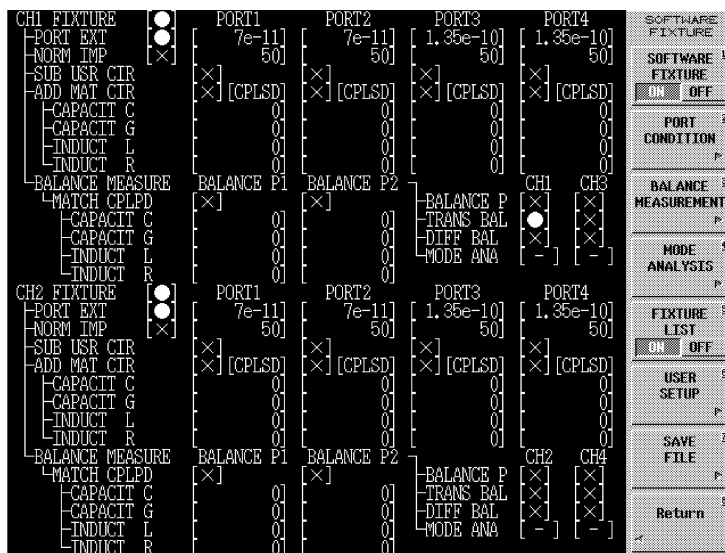 CH1 FIXTURE [●] PORT1 PORT2 PORT3 PORT4
PORT EXT [●] [ 7e-11] [ 7e-11] [ 1.35e-10] [ 1.35e-10]
NORM IMP [×] [ 50] [ 50] [ 50] [ 50]
SUB USR CIR [×] [×] [×] [×]
ADD MAT CIR [×] [CPLSD] [×] [CPLSD] [×] [CPLSD] [×] [CPLSD]
CAPACIT C [ 0] [ 0] [ 0] [ 0]
CAPACIT G [ 0] [ 0] [ 0] [ 0]
INDUCT L [ 0] [ 0] [ 0] [ 0]
INDUCT R [ 0] [ 0] [ 0] [ 0]
BALANCE MEASURE BALANCE P1 BALANCE P2 CH1 CH3
MATCH CPLPD [×] [×] BALANCE P [×] [×]
CAPACIT C [ 0] [ 0] TRANS BAL [●] [×]
CAPACIT G [ 0] [ 0] DIFF BAL [×] [×]
INDUCT L [ 0] [ 0] MODE ANA [ - ] [ - ]
INDUCT R [ 0] [ 0]
CH2 FIXTURE [●] PORT1 PORT2 PORT3 PORT4
PORT EXT [●] [ 7e-11] [ 7e-11] [ 1.35e-10] [ 1.35e-10]
NORM IMP [×] [ 50] [ 50] [ 50] [ 50]
SUB USR CIR [×] [×] [×] [×]
ADD MAT CIR [×] [CPLSD] [×] [CPLSD] [×] [CPLSD] [×] [CPLSD]
CAPACIT C [ 0] [ 0] [ 0] [ 0]
CAPACIT G [ 0] [ 0] [ 0] [ 0]
INDUCT L [ 0] [ 0] [ 0] [ 0]
INDUCT R [ 0] [ 0] [ 0] [ 0]
BALANCE MEASURE BALANCE P1 BALANCE P2 CH2 CH4
MATCH CPLPD [×] [×] BALANCE P [×] [×]
CAPACIT C [ 0] [ 0] TRANS BAL [×] [×]
CAPACIT G [ 0] [ 0] DIFF BAL [×] [×]
INDUCT L [ 0] [ 0] MODE ANA [ - ] [ - ]
INDUCT R [ 0] [ 0]
SOFTWARE
FIXTURE
SOFTWARE
FIXTURE
ON OFF
PORT
CONDITION
BALANCE
MEASUREMENT
MODE
ANALYSIS
FIXTURE
LIST
ON OFF
USER
SETUP
SAVE
FILE
Return